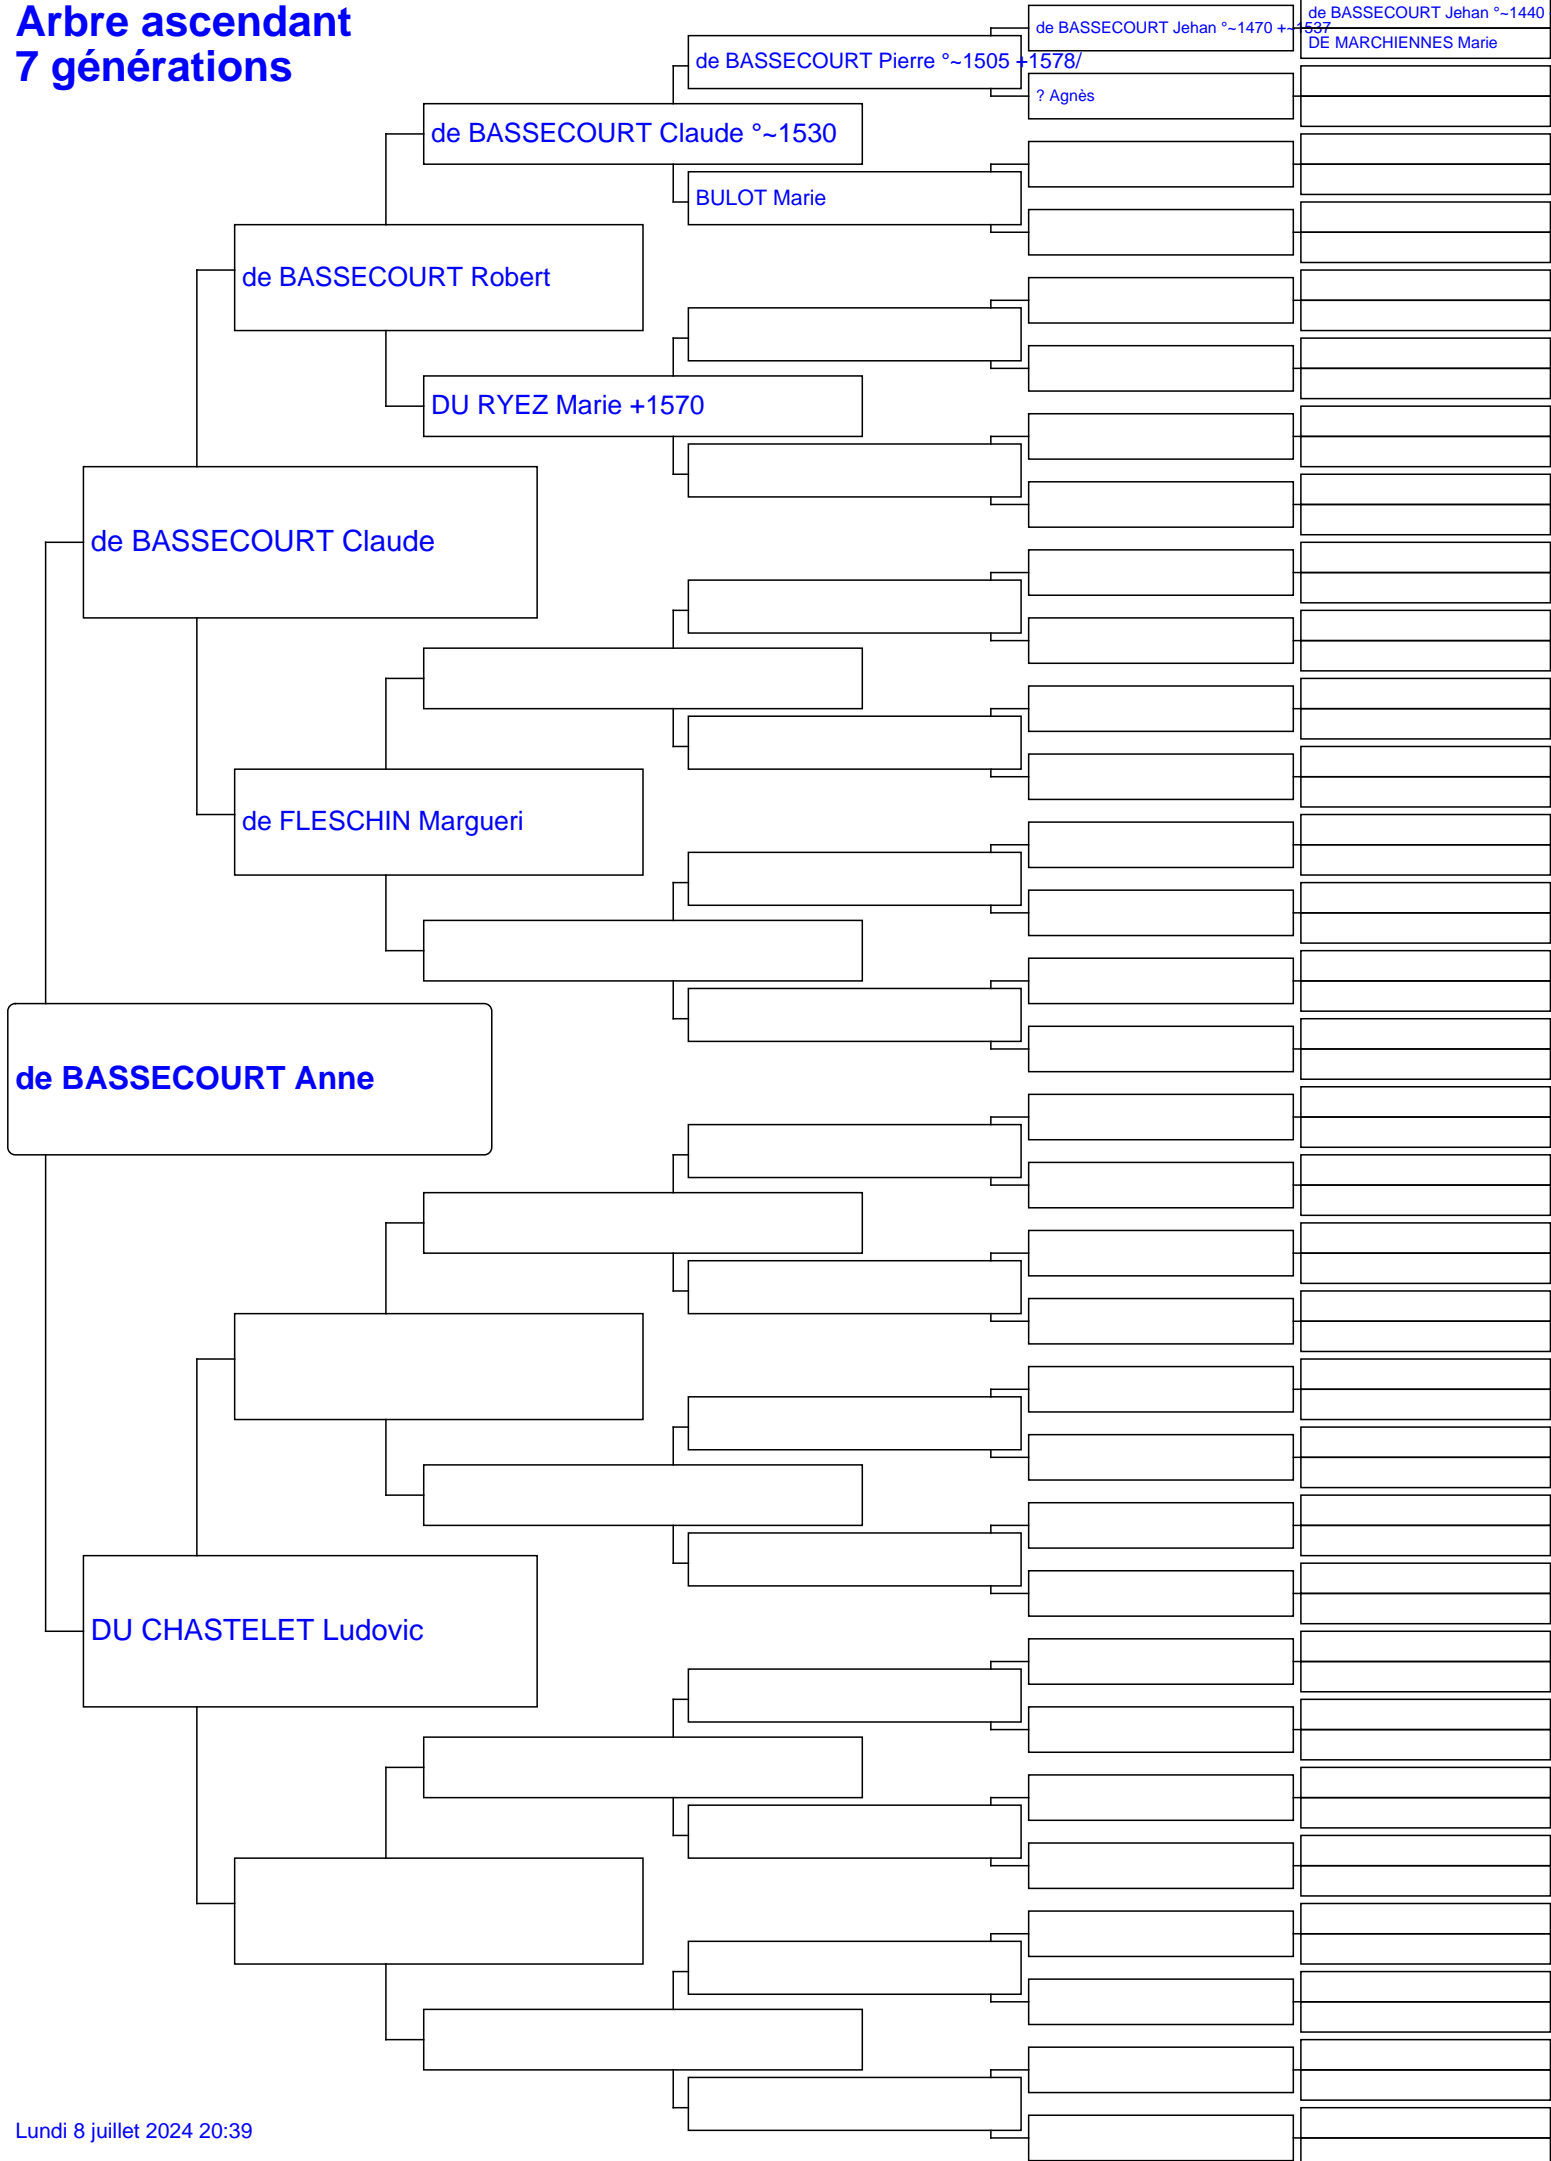 Arbre ascendant
7 générations
de BASSECOURT Jehan °~1440
DE MARCHIENNES Marie
de BASSECOURT Jehan °~1470 +~1537
de BASSECOURT Pierre °~1505 +1578/
? Agnès
de BASSECOURT Claude °~1530
BULOT Marie
de BASSECOURT Robert
DU RYEZ Marie +1570
de BASSECOURT Claude
de FLESCHIN Margueri
de BASSECOURT Anne
DU CHASTELET Ludovic
Lundi 8 juillet 2024 20:39